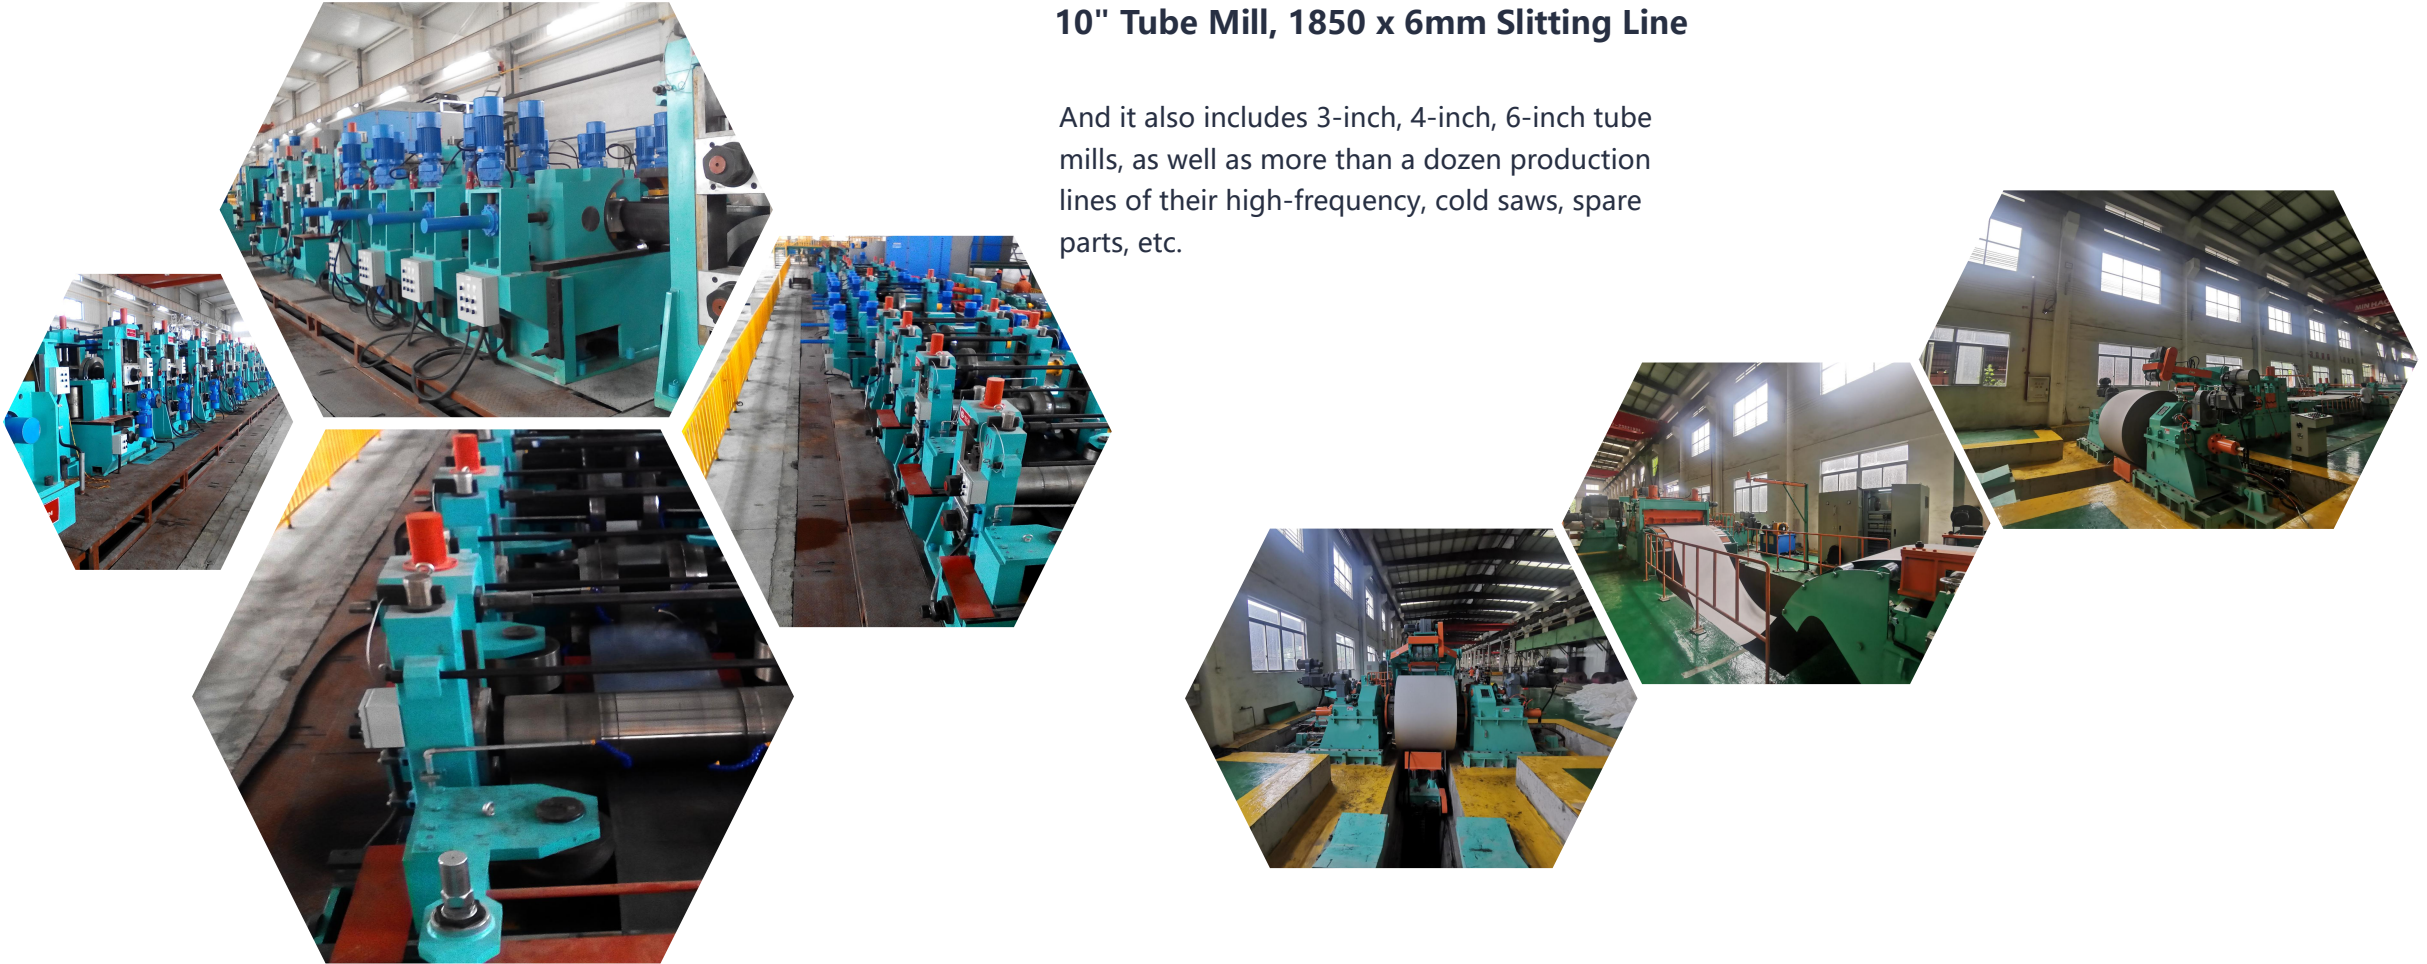 10" Tube Mill, 1850 x 6mm Slitting Line
And it also includes 3-inch, 4-inch, 6-inch tube
mills, as well as more than a dozen production
lines of their high-frequency, cold saws, spare
parts, etc.